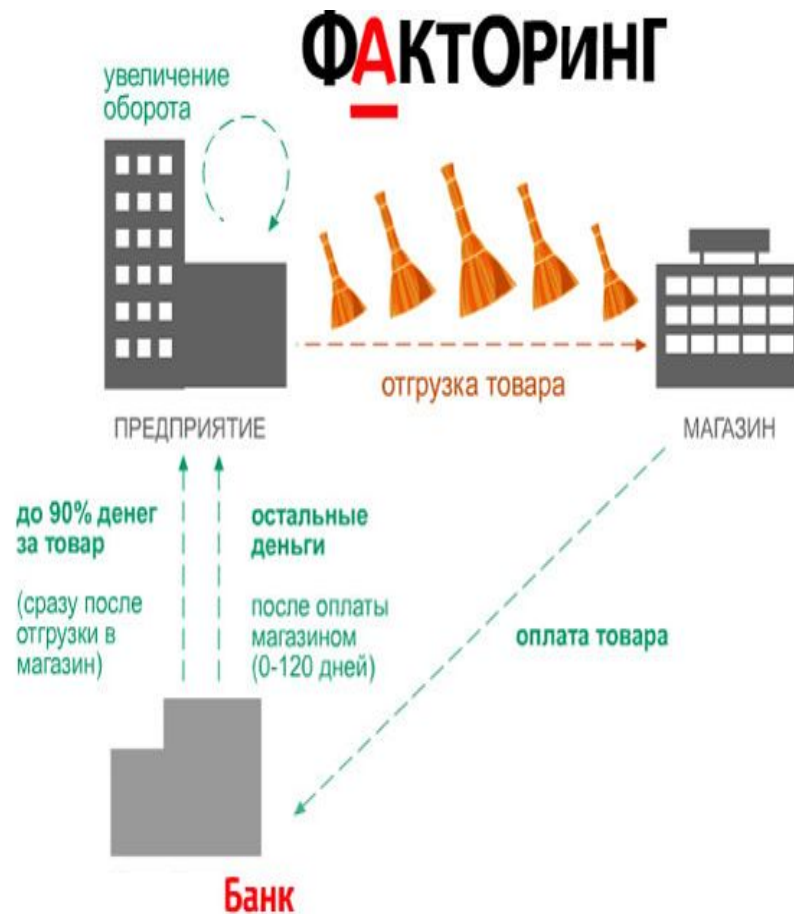 ФАКТОРИНГ
увеличение
оборота
отгрузка товара
ПРЕДПРИЯТИЕ
МАГАЗИН
до 90% денег
за товар
(сразу после
отгрузки в
магазин)
остальные
деньги
после оплаты
магазином
(0-120 дней)
оплата товара
Банк